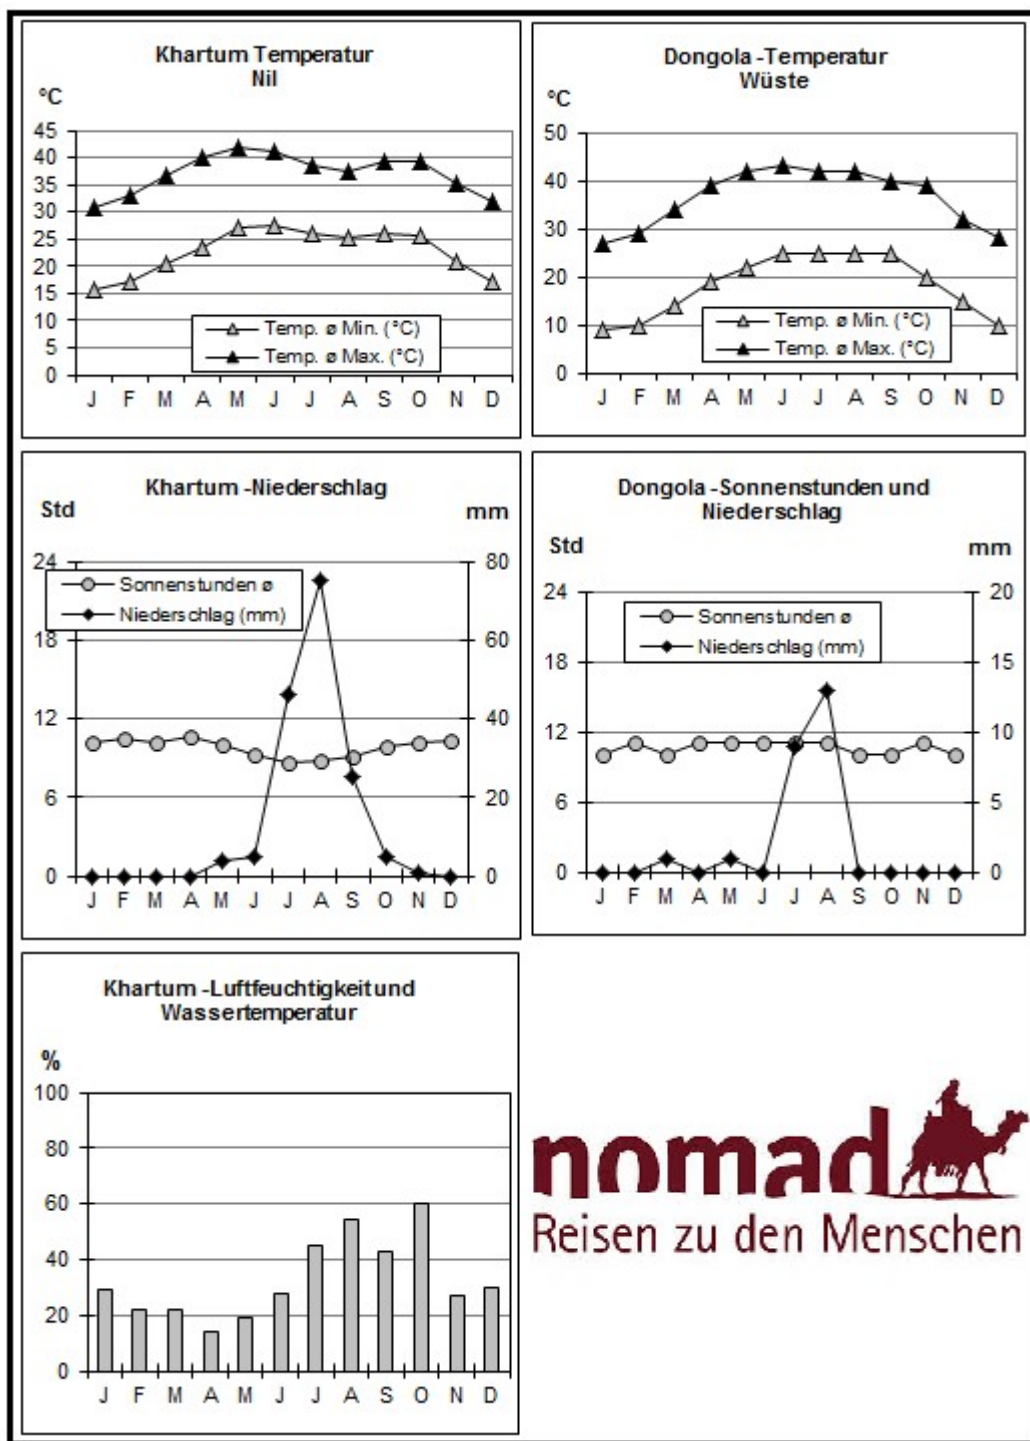 Khartum Temperatur
Nil
°C
45
40
35
30
25
20
15
10
5
0
Temp. ø Min. (°C)
Temp. ø Max. (°C)
J F M A M J J A S O N D
Dongola -Temperatur
Wüste
°C
50
40
30
20
10
0
Temp. ø Min. (°C)
Temp. ø Max. (°C)
J F M A M J J A S O N D
Khartum -Niederschlag
Std mm
24 80
Sonnenstunden ø
Niederschlag (mm)
18 60
12 40
6 20
0 0
J F M A M J J A S O N D
Dongola -Sonnenstunden und
Niederschlag
Std mm
24 20
Sonnenstunden ø
Niederschlag (mm)
18 15
12 10
6 5
0 0
J F M A M J J A S O N D
Khartum -Luftfeuchtigkeit und
Wassertemperatur
%
100
80
60
40
20
0
J F M A M J J A S O N D
nomad
Reisen zu den Menschen